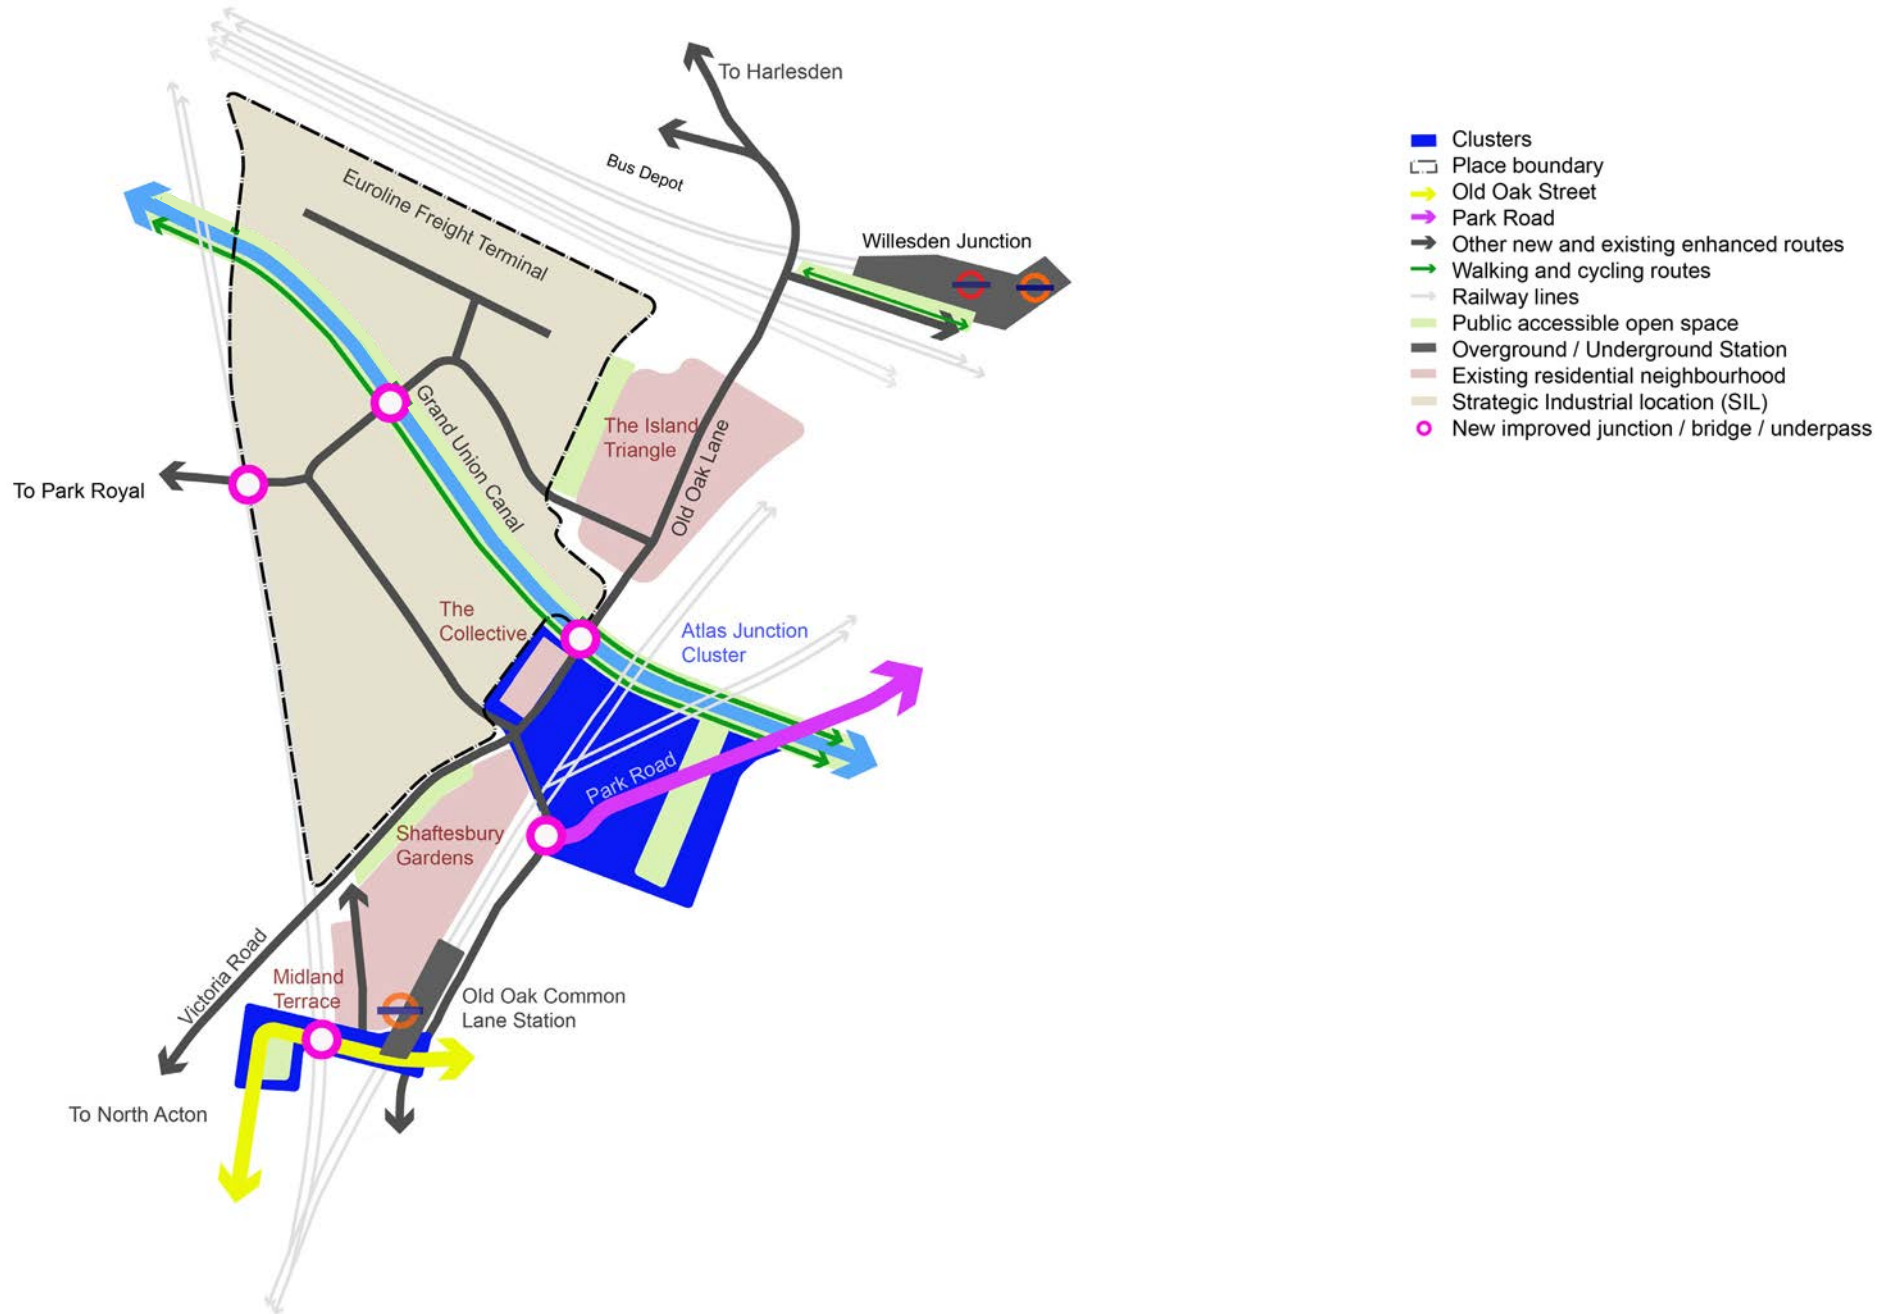 To Harlesden
Bus Depot
Euroline Freight Terminal
Willesden Junction
Grand Union Canal
The Island
Triangle
Old Oak Lane
To Park Royal
The
Collective
Atlas Junction
Cluster
Park Road
Shaftesbury
Gardens
Victoria Road
Midland
Terrace
Old Oak Common
Lane Station
To North Acton
Clusters
Place boundary
Old Oak Street
Park Road
Other new and existing enhanced routes
Walking and cycling routes
Railway lines
Public accessible open space
Overground / Underground Station
Existing residential neighbourhood
Strategic Industrial location (SIL)
New improved junction / bridge / underpass